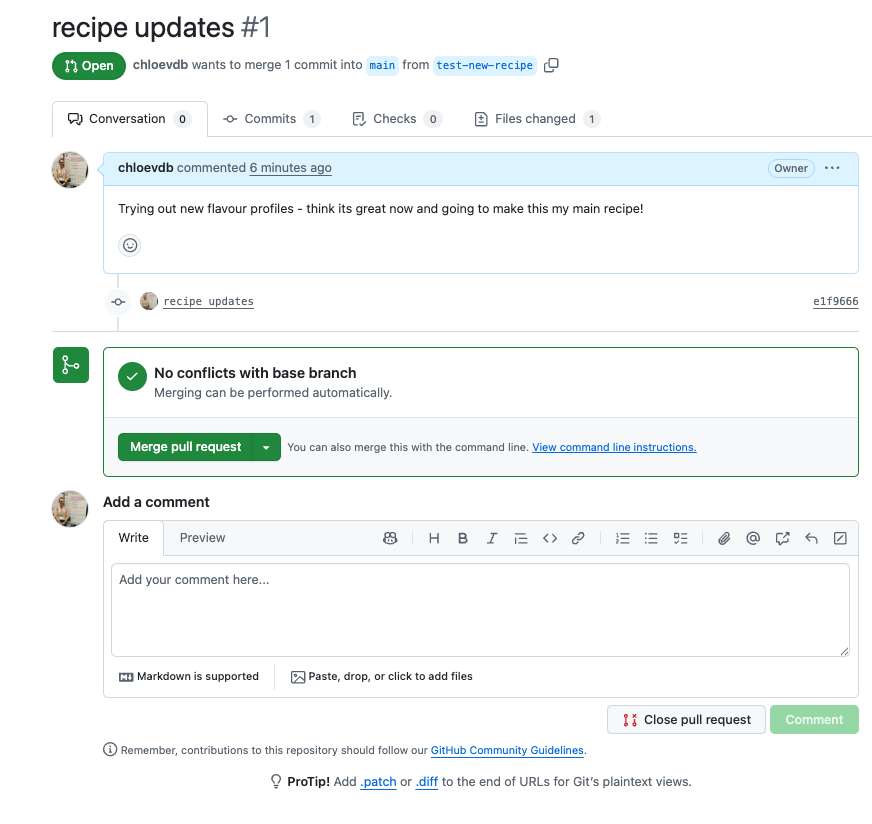 recipe updates #1
Open chloevdb wants to merge 1 commit into main from test-new-recipe
Conversation 0 Commits 1 Checks 0 Files changed 1
chloevdb commented 6 minutes ago Owner ...
Trying out new flavour profiles - think its great now and going to make this my main recipe!
recipe updates e1f9666
No conflicts with base branch
Merging can be performed automatically.
Merge pull request You can also merge this with the command line. View command line instructions.
Add a comment
Write Preview H B I
Add your comment here...
Markdown is supported Paste, drop, or click to add files
Close pull request Comment
Remember, contributions to this repository should follow our GitHub Community Guidelines.
ProTip! Add .patch or .diff to the end of URLs for Git's plaintext views.